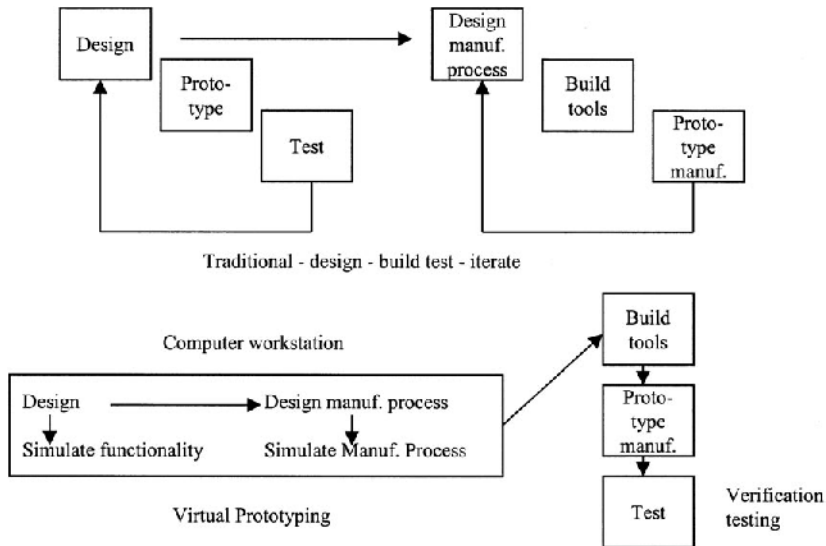 Design
Proto-
type
Test
Design
manuf.
process
Build
tools
Proto-
type
manuf.
Traditional - design - build test - iterate
Computer workstation
Design
Design manuf. process
Simulate functionality
Simulate Manuf. Process
Virtual Prototyping
Build
tools
Proto-
type
manuf.
Test
Verification
testing